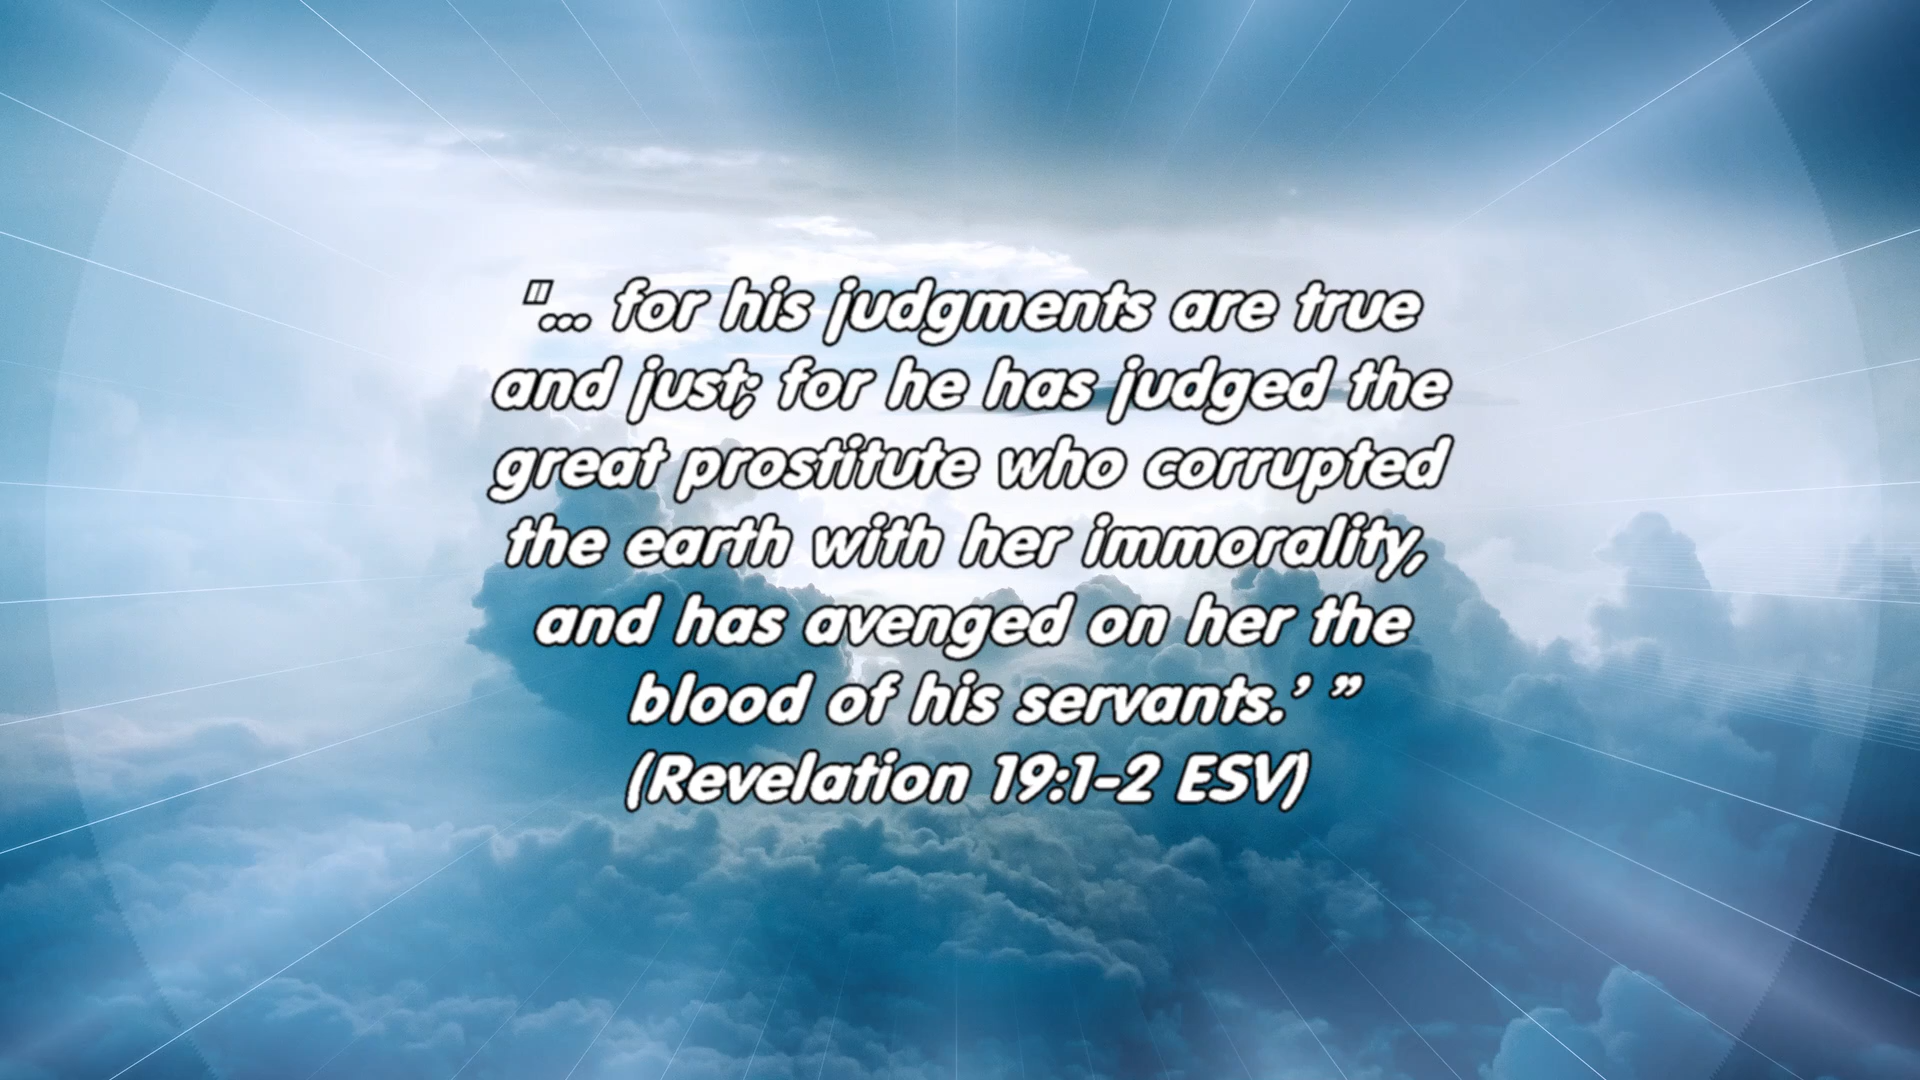 "... for his judgments are true
and just; for he has judged the
great prostitute who corrupted
the earth with her immorality,
and has avenged on her the
blood of his servants.’ ”
(Revelation 19:1-2 ESV)